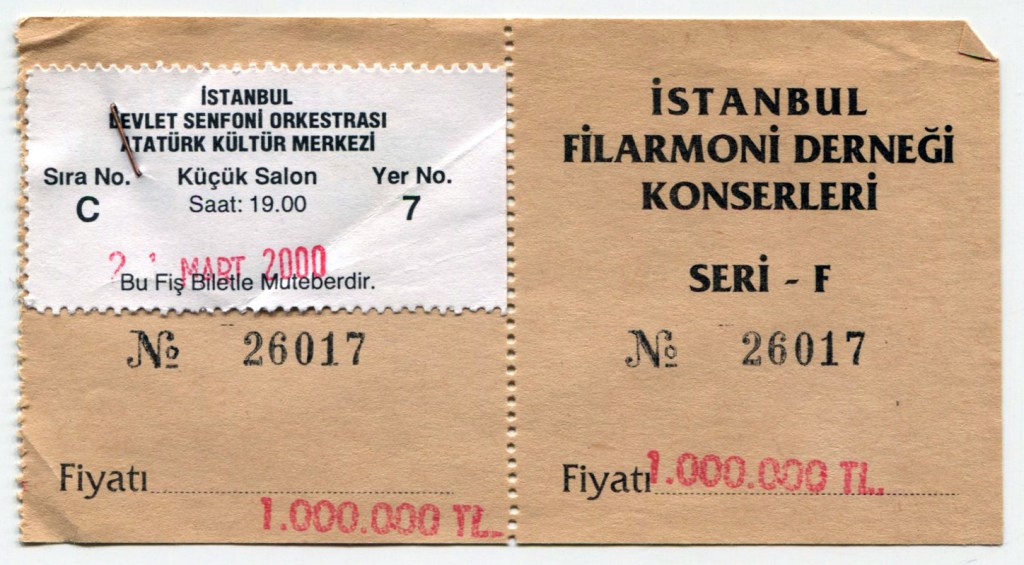 İSTANBUL
DEVLET SENFONİ ORKESTRASI
ATATÜRK KÜLTÜR MERKEZİ
Sıra No. Küçük Salon Yer No.
C Saat: 19.00 7
MART 2000
Bu Fiş Biletle Muteberdir.
№ 26017
Fiyatı
1.000.000 TL.
İSTANBUL
FİLARMONİ DERNEĞİ
KONSERLERİ
SERİ - F
№ 26017
Fiyatı 1.000.000 TL.